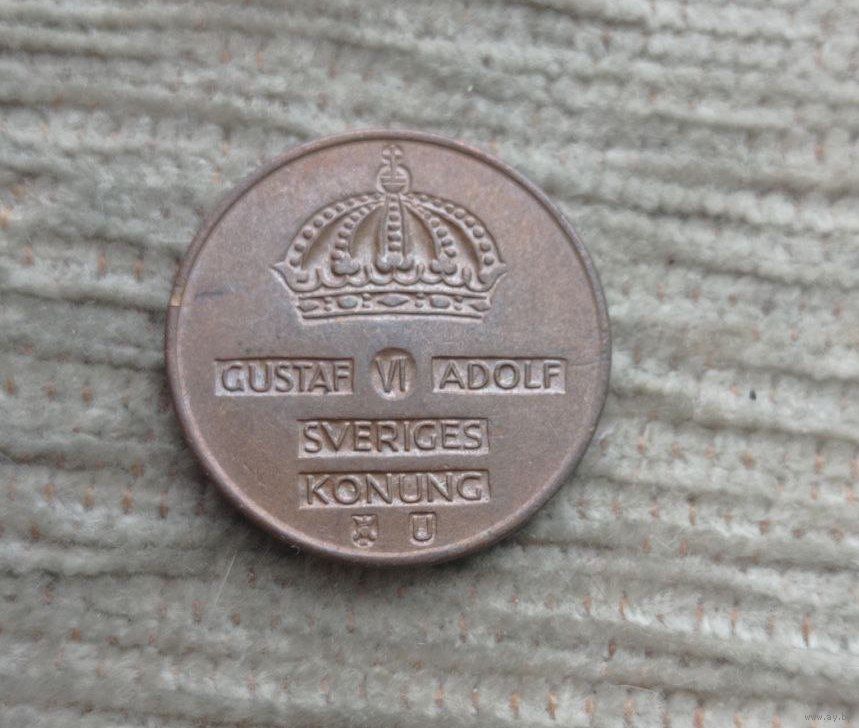 GUSTAF VI ADOLF
SVERIGES
KONUNG
U